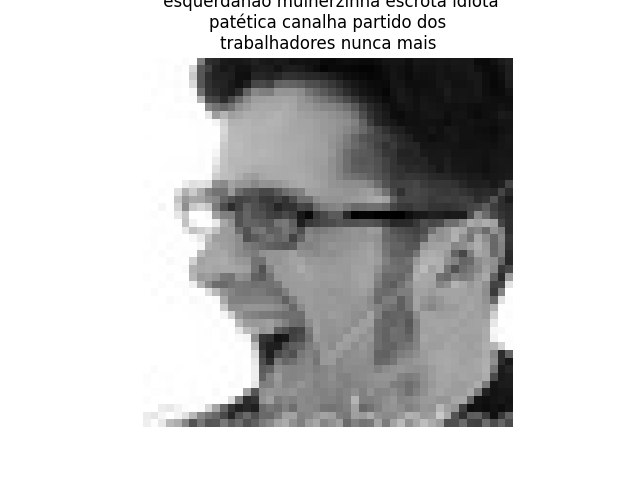 esquerdalhão mulherzinha escrota idiota
patética canalha partido dos
trabalhadores nunca mais